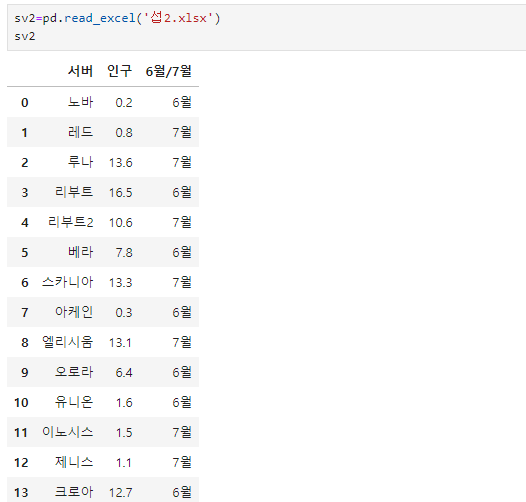 sv2=pd.read_excel('섭2.xlsx')
sv2
서버 인구 6월/7월
0 노바 0.2 6월
1 레드 0.8 7월
2 루나 13.6 7월
3 리부트 16.5 6월
4 리부트2 10.6 7월
5 베라 7.8 6월
6 스카니아 13.3 7월
7 아케인 0.3 6월
8 엘리시움 13.1 7월
9 오로라 6.4 6월
10 유니온 1.6 6월
11 이노시스 1.5 7월
12 제니스 1.1 7월
13 크로아 12.7 6월